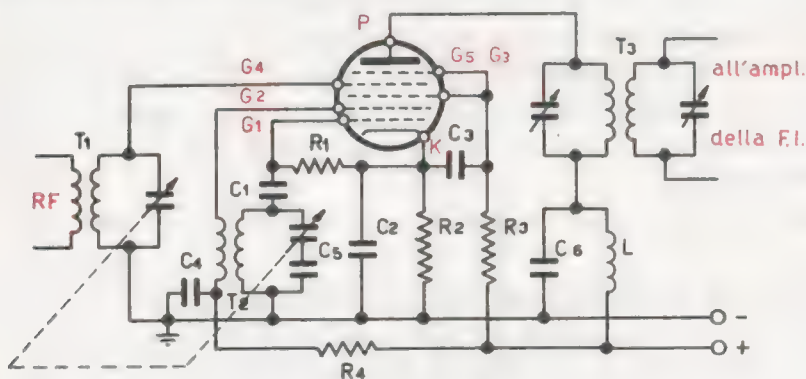 P
G5 G3
T3
G4
G2
G1
T1
K
C3
R1
all'ampl.
della F.I.
RF
C1
C2
R2
R3
C5
C6
L
C4
T2
-
+
R4